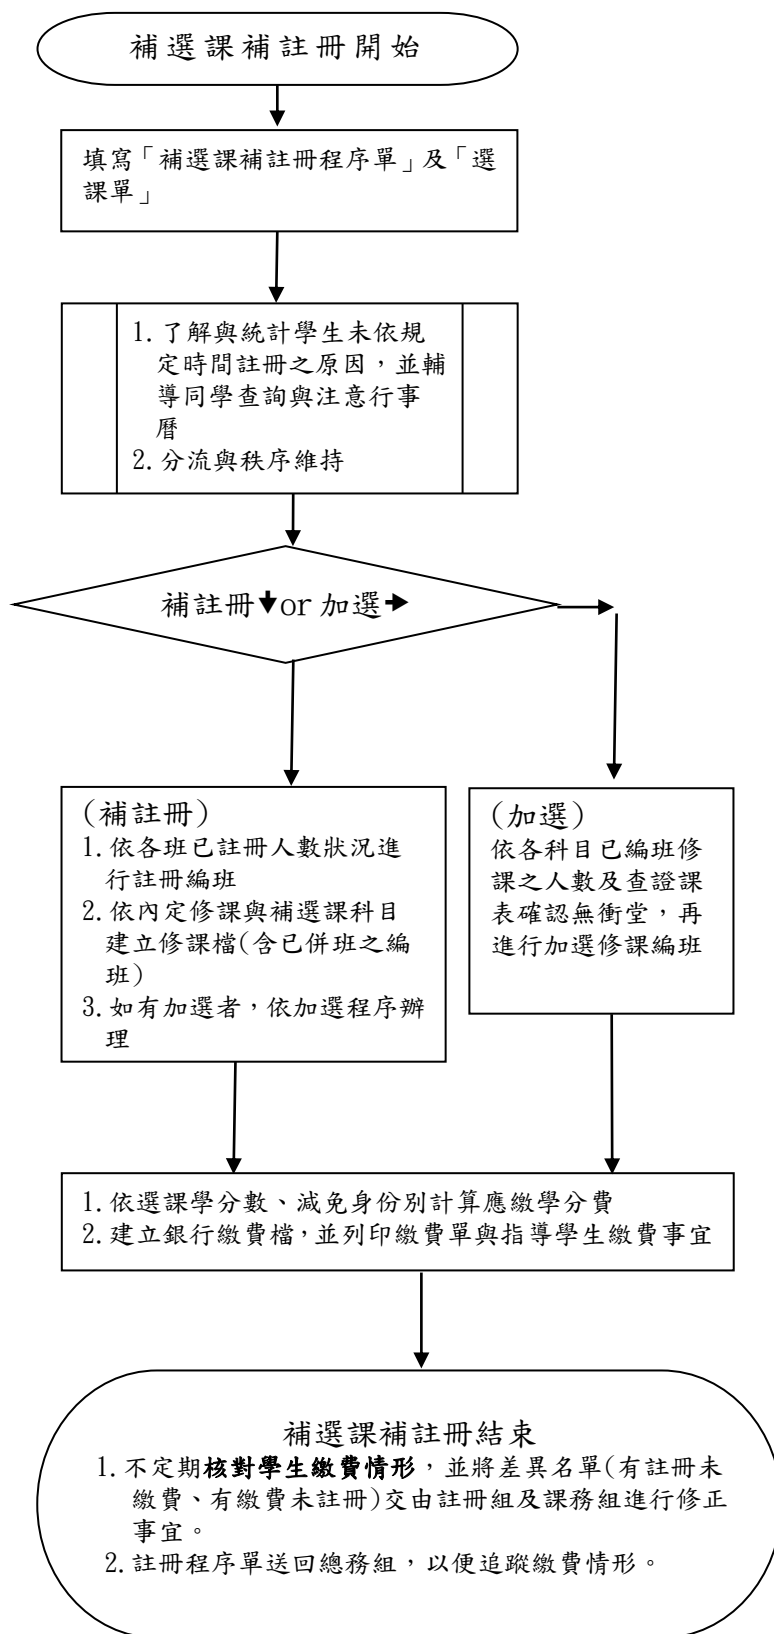 補選課補註冊開始
填寫「補選課補註冊程序單」及「選
課單」
1. 了解與統計學生未依規
定時間註冊之原因，並輔
導同學查詢與注意行事
曆
2. 分流與秩序維持
補註冊🡇or 加選🡆
(補註冊)
1. 依各班已註冊人數狀況進
行註冊編班
2. 依內定修課與補選課科目
建立修課檔(含已併班之編
班)
3. 如有加選者，依加選程序辦
理
(加選)
依各科目已編班修
課之人數及查證課
表確認無衝堂，再
進行加選修課編班
1. 依選課學分數、減免身份別計算應繳學分費
2. 建立銀行繳費檔，並列印繳費單與指導學生繳費事宜
補選課補註冊結束
1. 不定期核對學生繳費情形，並將差異名單(有註冊未
繳費、有繳費未註冊)交由註冊組及課務組進行修正
事宜。
2. 註冊程序單送回總務組，以便追蹤繳費情形。